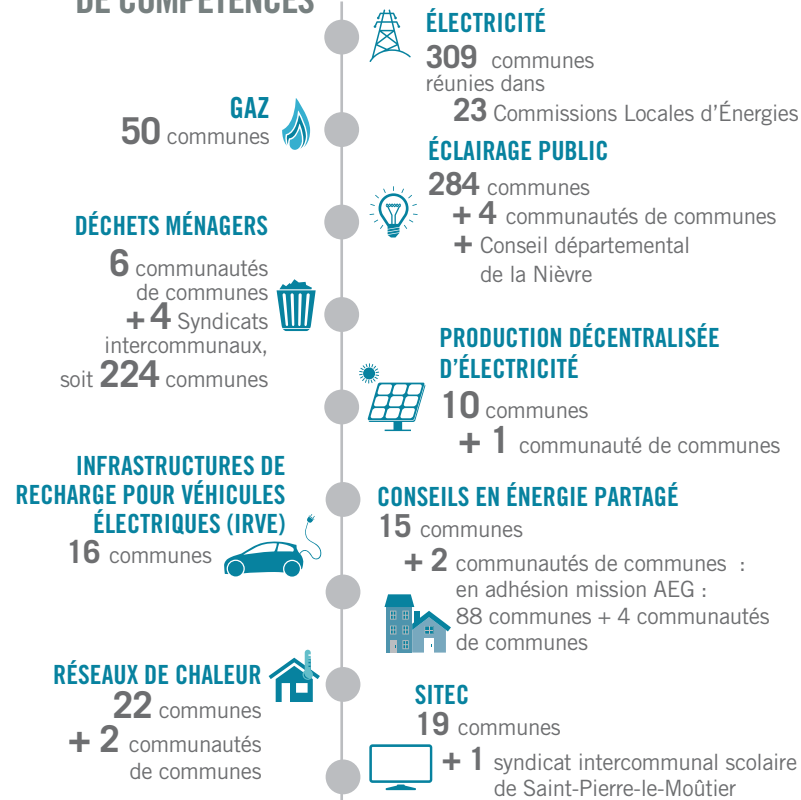 DE COMPÉTENCES
ÉLECTRICITÉ
309 communes
réunies dans
23 Commissions Locales d'Énergies
GAZ
50 communes
ÉCLAIRAGE PUBLIC
284 communes
+ 4 communautés de communes
+ Conseil départemental
de la Nièvre
DÉCHETS MÉNAGERS
6 communautés
de communes
+ 4 Syndicats
intercommunaux,
soit 224 communes
PRODUCTION DÉCENTRALISÉE
D'ÉLECTRICITÉ
10 communes
+ 1 communauté de communes
INFRASTRUCTURES DE
RECHARGE POUR VÉHICULES
ÉLECTRIQUES (IRVE)
16 communes
CONSEILS EN ÉNERGIE PARTAGÉ
15 communes
+ 2 communautés de communes :
en adhésion mission AEG :
88 communes + 4 communautés
de communes
RÉSEAUX DE CHALEUR
22 communes
+ 2 communautés
de communes
SITEC
19 communes
+ 1 syndicat intercommunal scolaire
de Saint-Pierre-le-Moûtier